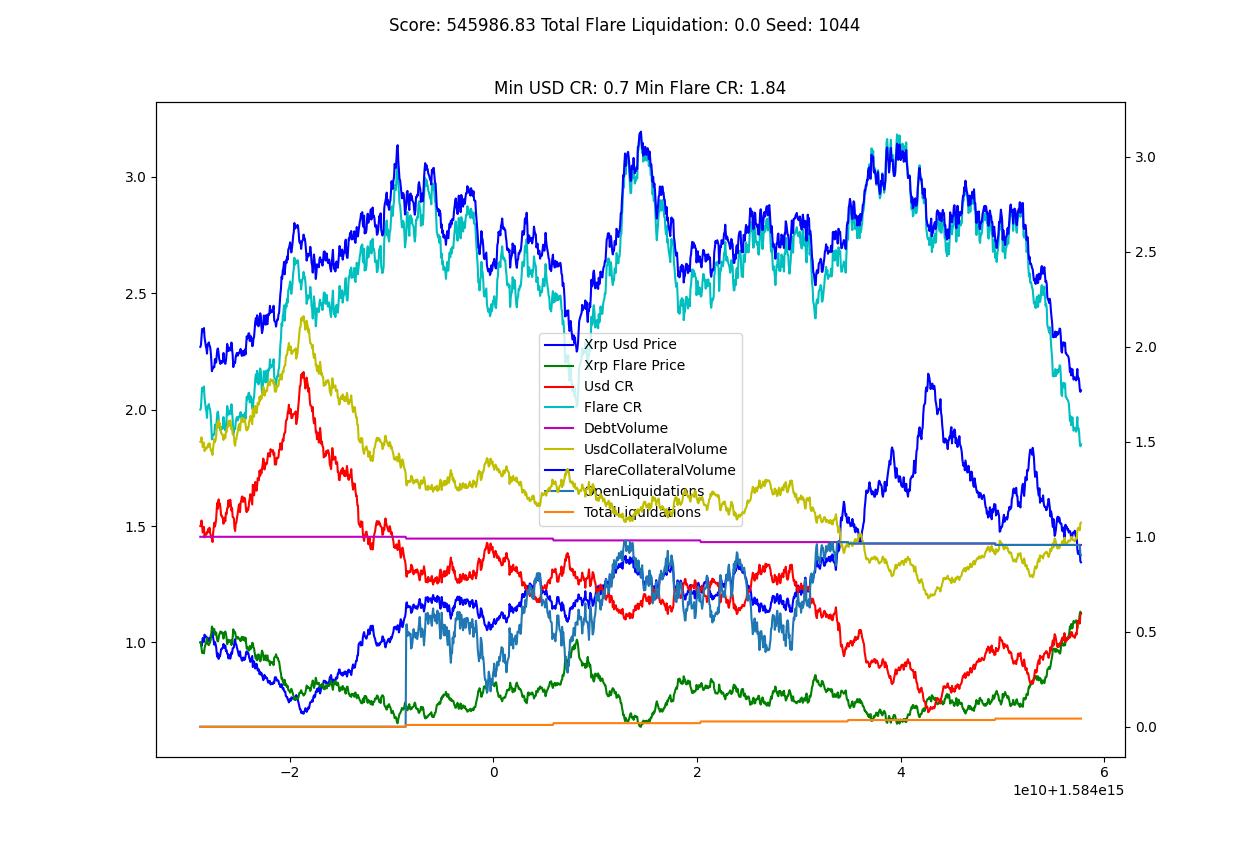 Score: 545986.83 Total Flare Liquidation: 0.0 Seed: 1044
Min USD CR: 0.7 Min Flare CR: 1.84
3.0
2.5
2.0
1.5
1.0
3.0
2.5
2.0
1.5
1.0
0.5
0.0
Xrp Usd Price
Xrp Flare Price
Usd CR
Flare CR
DebtVolume
UsdCollateralVolume
FlareCollateralVolume
OpenLiquidations
TotalLiquidations
−2 0 2 4 6
1e10+1.584e15